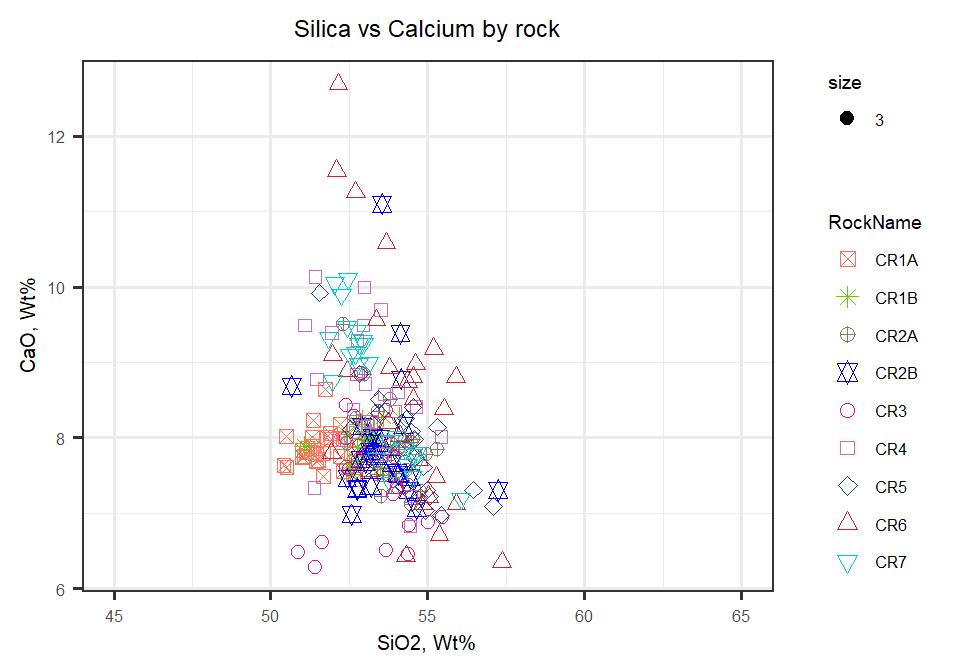 Silica vs Calcium by rock
CaO, Wt%
12
10
8
6
45 50 55 60 65
SiO2, Wt%
size
3
RockName
CR1A
CR1B
CR2A
CR2B
CR3
CR4
CR5
CR6
CR7